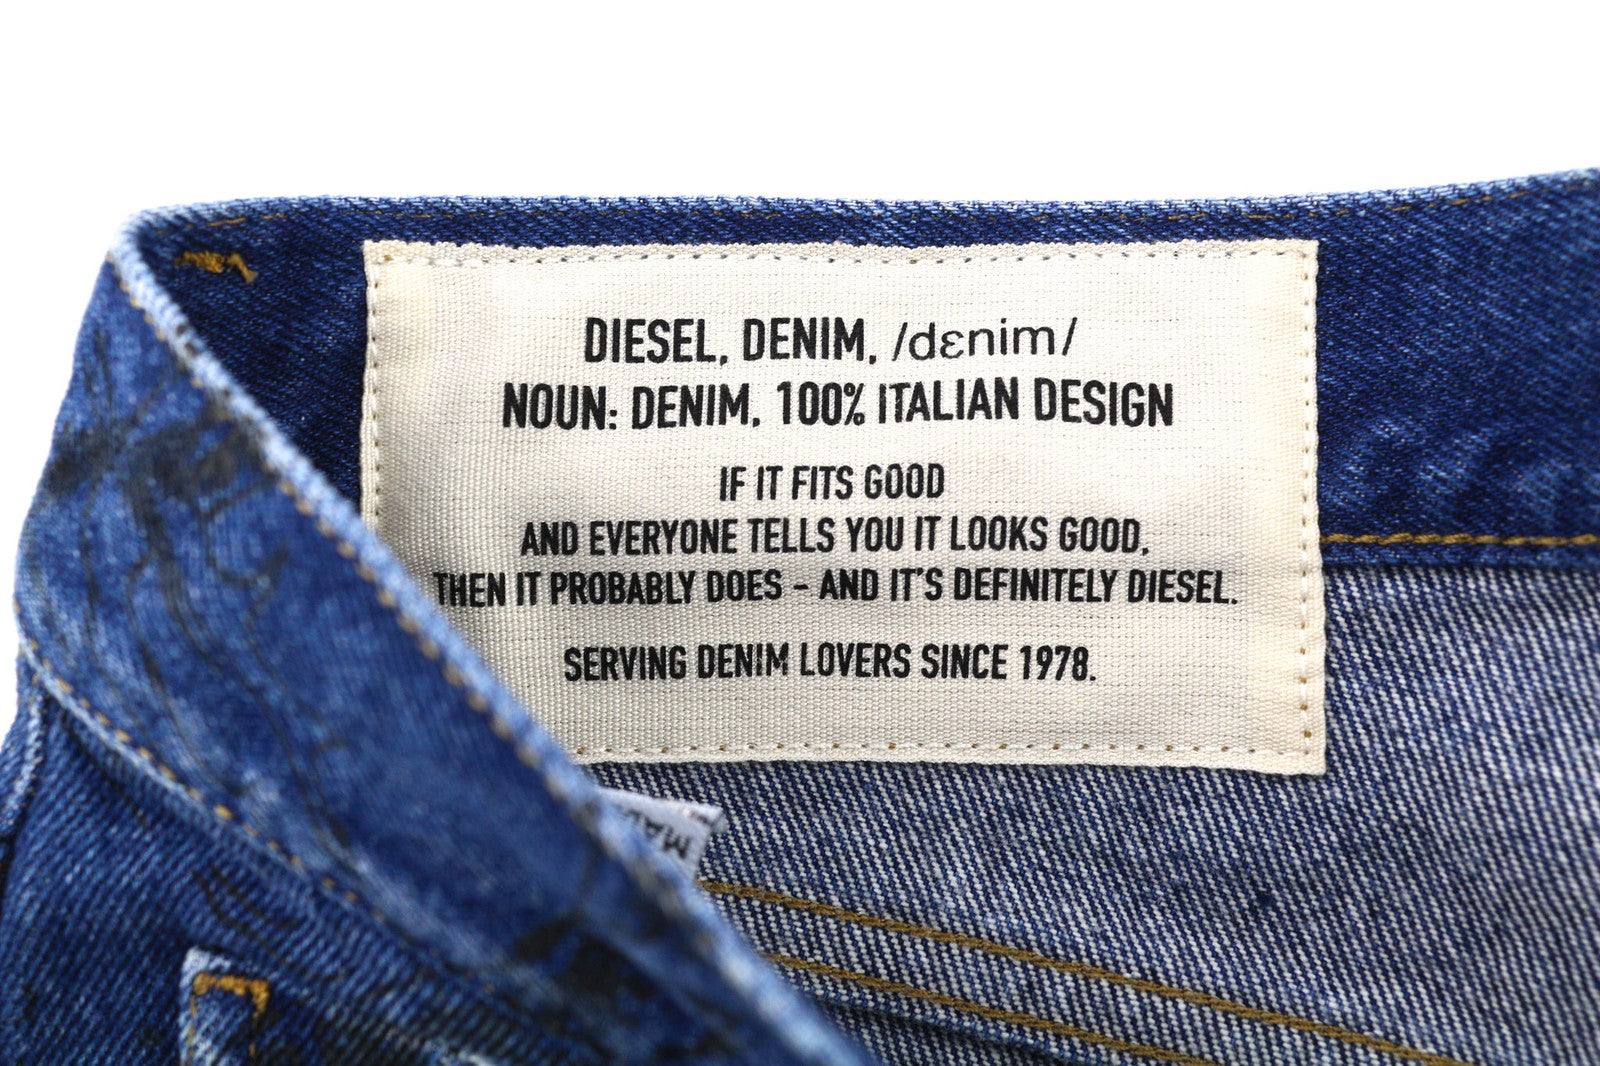 DIESEL, DENIM, /dɛnim/
NOUN: DENIM, 100% ITALIAN DESIGN
IF IT FITS GOOD
AND EVERYONE TELLS YOU IT LOOKS GOOD,
THEN IT PROBABLY DOES - AND IT'S DEFINITELY DIESEL.
SERVING DENIM LOVERS SINCE 1978.